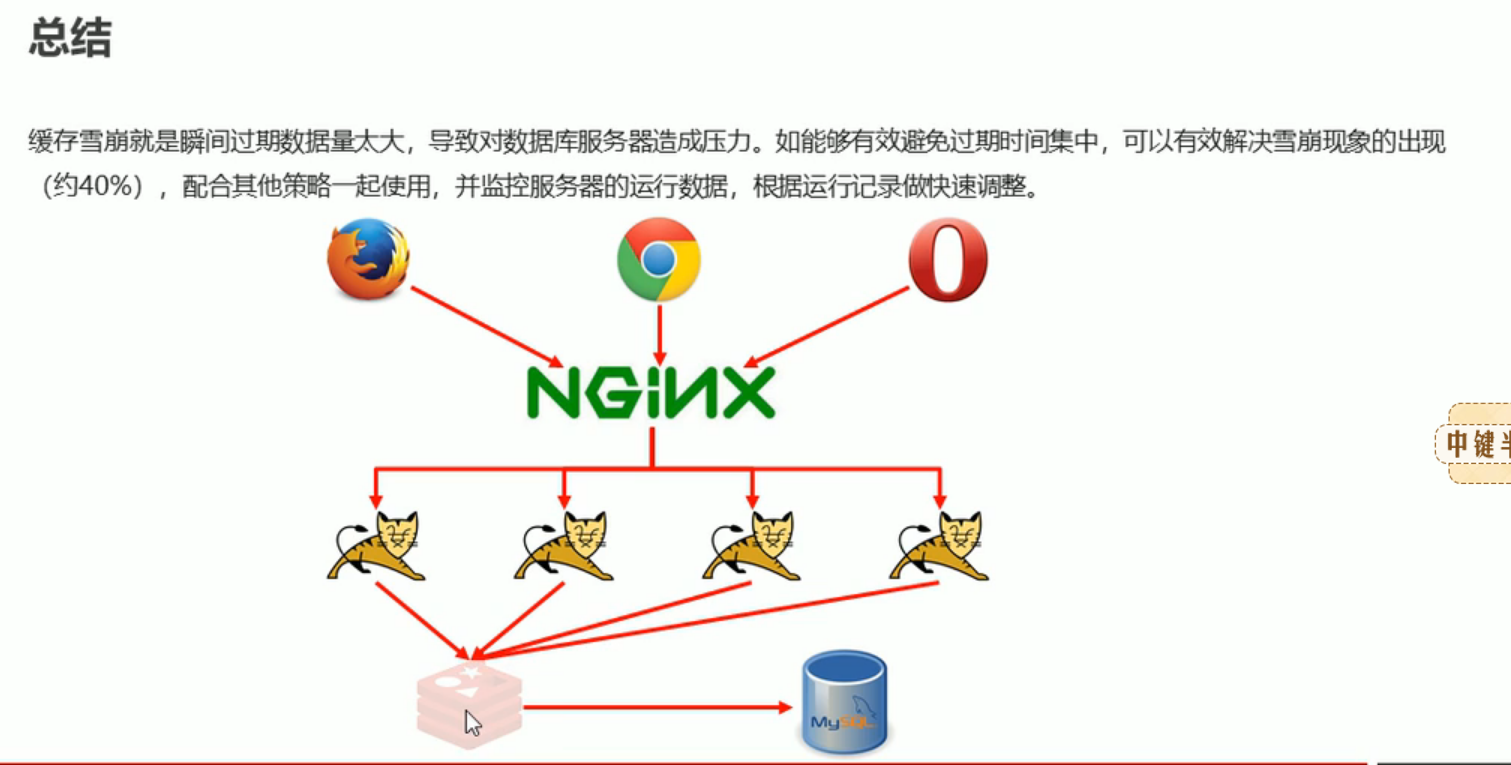 总结
缓存雪崩就是瞬间过期数据量太大，导致对数据库服务器造成压力。如能够有效避免过期时间集中，可以有效解决雪崩现象的出现
（约40%），配合其他策略一起使用，并监控服务器的运行数据，根据运行记录做快速调整。
NGiNX
中键半
MySQL